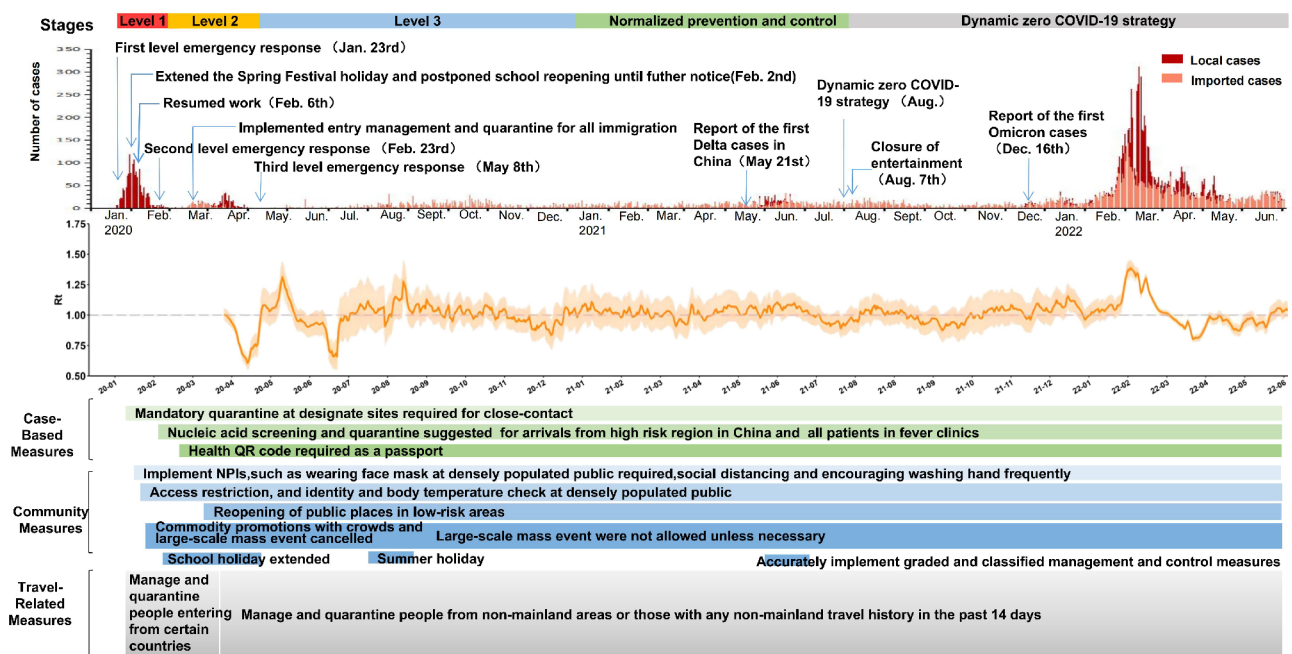 Stages
Level 1
Level 2
Level 3
Normalized prevention and control
Dynamic zero COVID-19 strategy
First level emergency response （Jan. 23rd）
Extened the Spring Festival holiday and postponed school reopening until futher notice(Feb. 2nd)
Resumed work（Feb. 6th）
Implemented entry management and quarantine for all immigration
Second level emergency response (Feb. 23rd)
Third level emergency response （May 8th）
Report of the first
Delta cases in
China（May 21st）
Dynamic zero COVID-
19 strategy （Aug.）
Closure of
entertainment
（Aug. 7th）
Report of the first
Omicron cases
（Dec. 16th）
Local cases
Imported cases
Number of cases
350
300
250
200
150
100
50
0
Jan. Feb. Mar. Apr. May. Jun. Jul. Aug. Sept. Oct. Nov. Dec. Jan. Feb. Mar. Apr. May. Jun. Jul. Aug. Sept. Oct. Nov. Dec. Jan. Feb. Mar. Apr. May. Jun.
2020 2021 2022
Rt
1.75
1.50
1.25
1.00
0.75
0.50
20-01 20-02 20-03 20-04 20-05 20-06 20-07 20-08 20-09 20-10 20-11 20-12 21-01 21-02 21-03 21-04 21-05 21-06 21-07 21-08 21-09 21-10 21-11 21-12 22-01 22-02 22-03 22-04 22-05 22-06
Case-
Based
Measures
Mandatory quarantine at designate sites required for close-contact
Nucleic acid screening and quarantine suggested for arrivals from high risk region in China and all patients in fever clinics
Health QR code required as a passport
Community
Measures
Implement NPIs,such as wearing face mask at densely populated public required,social distancing and encouraging washing hand frequently
Access restriction, and identity and body temperature check at densely populated public
Reopening of public places in low-risk areas
Commodity promotions with crowds and
large-scale mass event cancelled
Large-scale mass event were not allowed unless necessary
School holiday extended
Summer holiday
Accurately implement graded and classified management and control measures
Travel-
Related
Measures
Manage and
quarantine
people entering
from certain
countries
Manage and quarantine people from non-mainland areas or those with any non-mainland travel history in the past 14 days